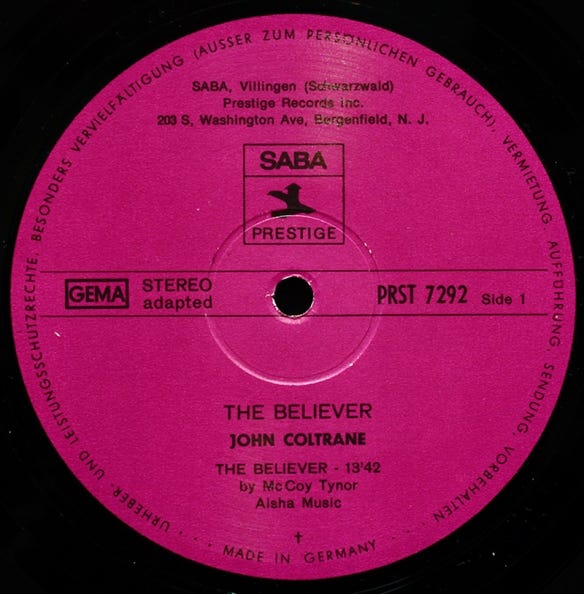 URHEBER- UND LEISTUNGSSCHUTZRECHTE, BESONDERS VERVIELFÄLTIGUNG (AUSSER ZUM PERSÖNLICHEN GEBRAUCH), VERMIETUNG AUFFÜHRUNG, SENDUNG VORBEHALTEN
SABA, Villingen (Schwarzwald)
Prestige Records Inc.
203 S, Washington Ave, Bergenfield, N. J.
SABA
PRESTIGE
GEMA
STEREO
adapted
PRST 7292 Side 1
THE BELIEVER
JOHN COLTRANE
THE BELIEVER - 13'42
by McCoy Tynor
Aisha Music
... MADE IN GERMANY ...